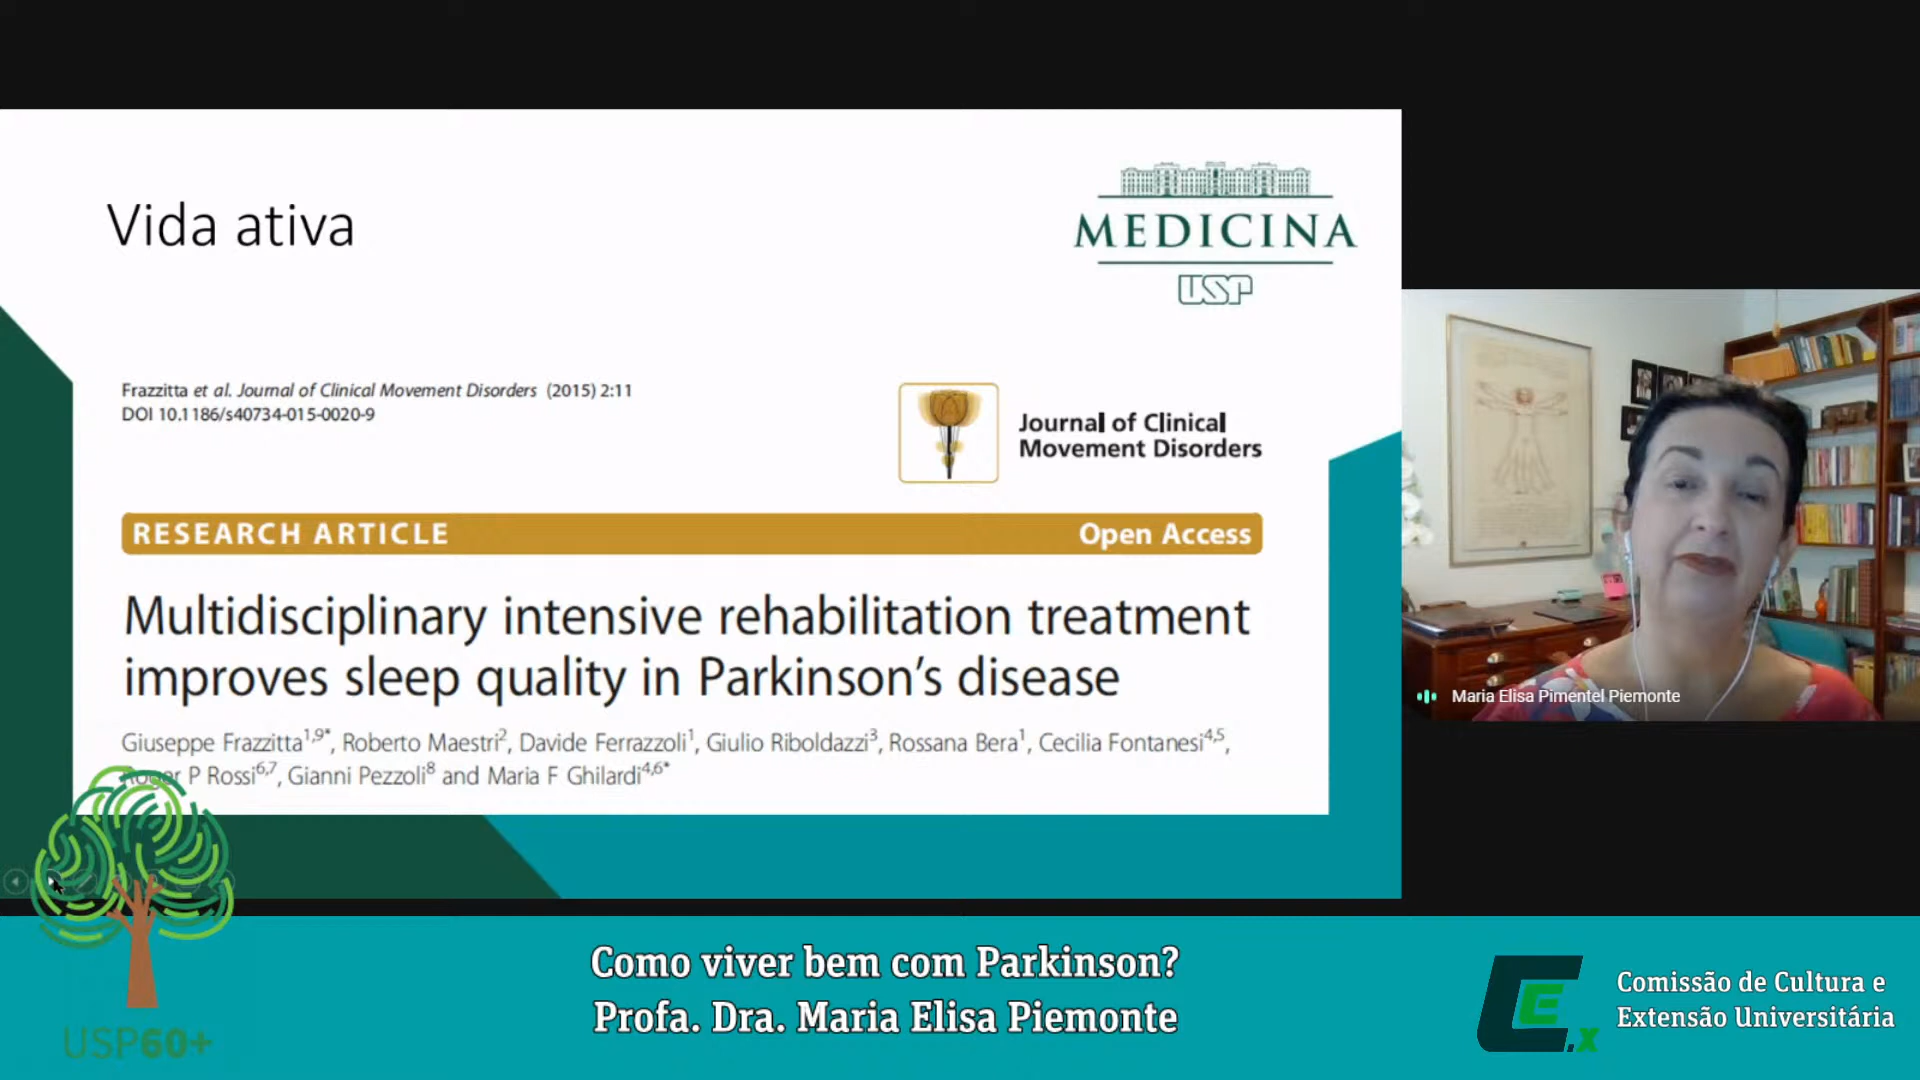 Vida ativa
MEDICINA
USP
Frazzitta et al. Journal of Clinical Movement Disorders (2015) 2:11
DOI 10.1186/s40734-015-0020-9
Journal of Clinical
Movement Disorders
RESEARCH ARTICLE Open Access
Multidisciplinary intensive rehabilitation treatment
improves sleep quality in Parkinson's disease
Giuseppe Frazzitta1,9*, Roberto Maestri2, Davide Ferrazzoli1, Giulio Riboldazzi3, Rossana Bera1, Cecilia Fontanesi4,5,
Roger P Rossi6,7, Gianni Pezzoli8 and Maria F Ghilardi4,6*
Maria Elisa Pimentel Piemonte
USP60+
Como viver bem com Parkinson?
Profa. Dra. Maria Elisa Piemonte
CE.x
Comissão de Cultura e
Extensão Universitária